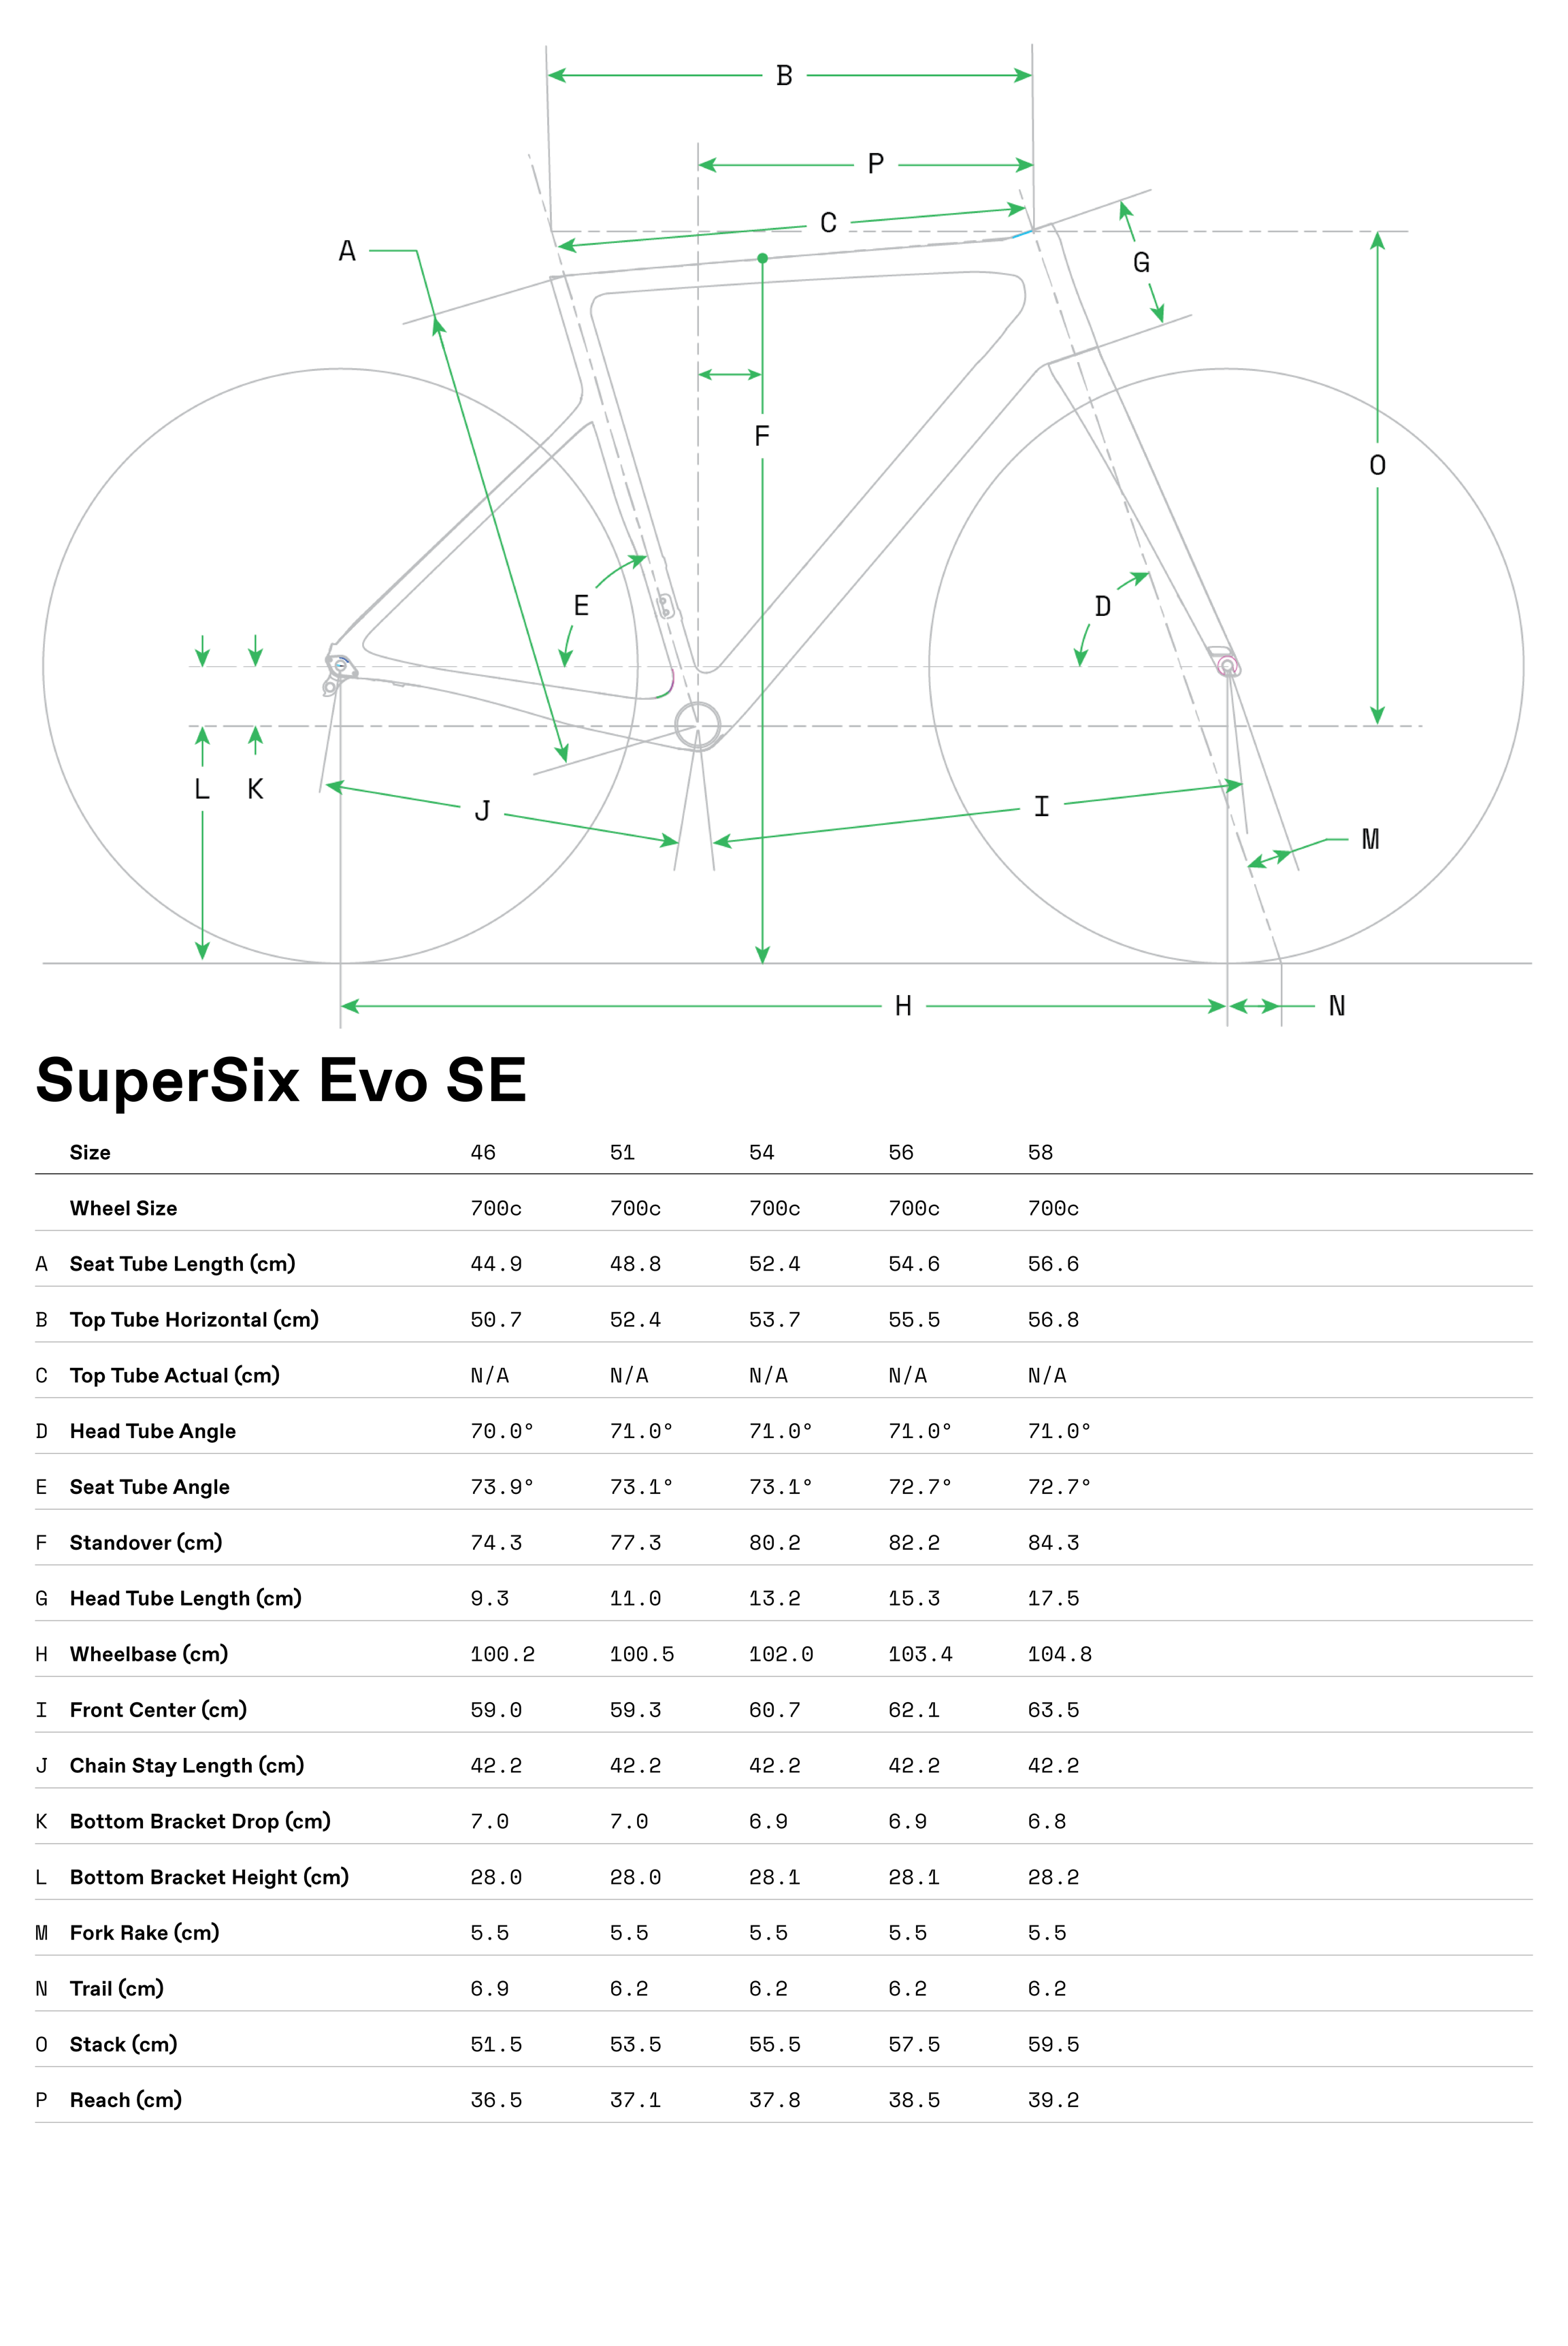 B
P
C
A
G
F
O
E
D
L K
J
I
M
H
N
SuperSix Evo SE
Size 46 51 54 56 58
Wheel Size 700c 700c 700c 700c 700c
A Seat Tube Length (cm) 44.9 48.8 52.4 54.6 56.6
B Top Tube Horizontal (cm) 50.7 52.4 53.7 55.5 56.8
C Top Tube Actual (cm) N/A N/A N/A N/A N/A
D Head Tube Angle 70.0° 71.0° 71.0° 71.0° 71.0°
E Seat Tube Angle 73.9° 73.1° 73.1° 72.7° 72.7°
F Standover (cm) 74.3 77.3 80.2 82.2 84.3
G Head Tube Length (cm) 9.3 11.0 13.2 15.3 17.5
H Wheelbase (cm) 100.2 100.5 102.0 103.4 104.8
I Front Center (cm) 59.0 59.3 60.7 62.1 63.5
J Chain Stay Length (cm) 42.2 42.2 42.2 42.2 42.2
K Bottom Bracket Drop (cm) 7.0 7.0 6.9 6.9 6.8
L Bottom Bracket Height (cm) 28.0 28.0 28.1 28.1 28.2
M Fork Rake (cm) 5.5 5.5 5.5 5.5 5.5
N Trail (cm) 6.9 6.2 6.2 6.2 6.2
O Stack (cm) 51.5 53.5 55.5 57.5 59.5
P Reach (cm) 36.5 37.1 37.8 38.5 39.2